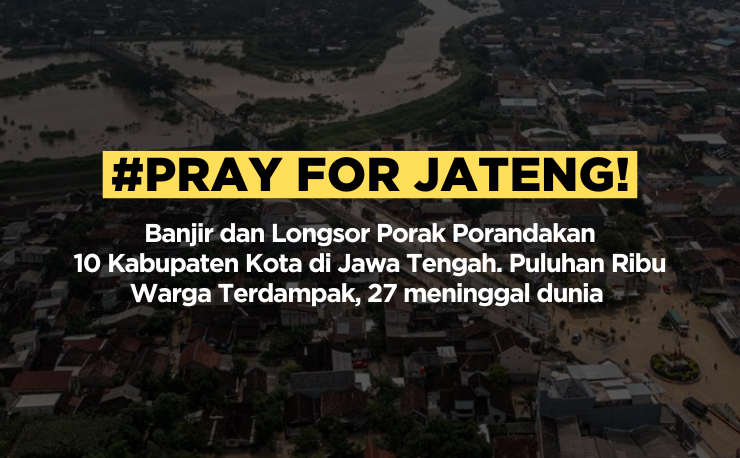 #PRAY FOR JATENG!
Banjir dan Longsor Porak Porandakan
10 Kabupaten Kota di Jawa Tengah. Puluhan Ribu
Warga Terdampak, 27 meninggal dunia